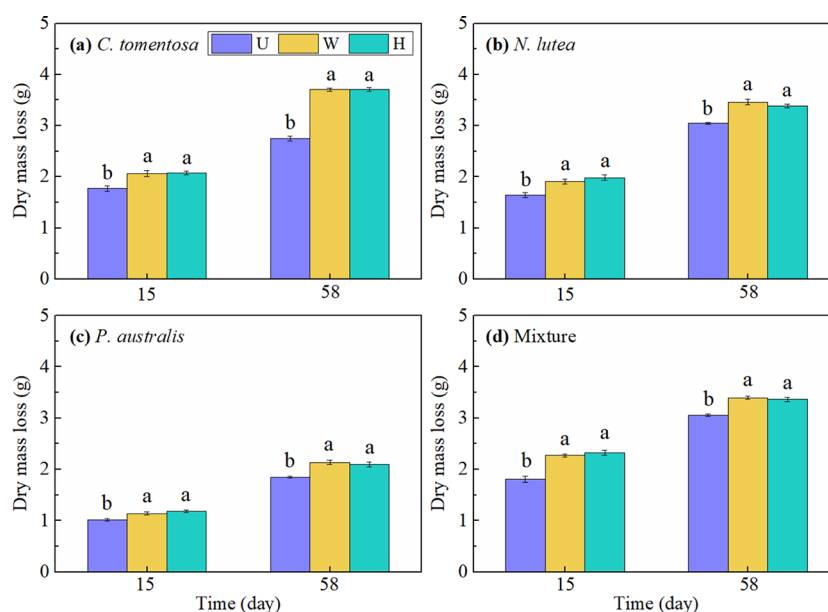 (a) C. tomentosa
U W H
Dry mass loss (g)
5
4
3
2
1
0
b a a
b a a
15 58
(b) N. lutea
Dry mass loss (g)
5
4
3
2
1
0
b a a
b a a
15 58
(c) P. australis
Dry mass loss (g)
5
4
3
2
1
0
b a a
b a a
15 58
Time (day)
(d) Mixture
Dry mass loss (g)
5
4
3
2
1
0
b a a
b a a
15 58
Time (day)